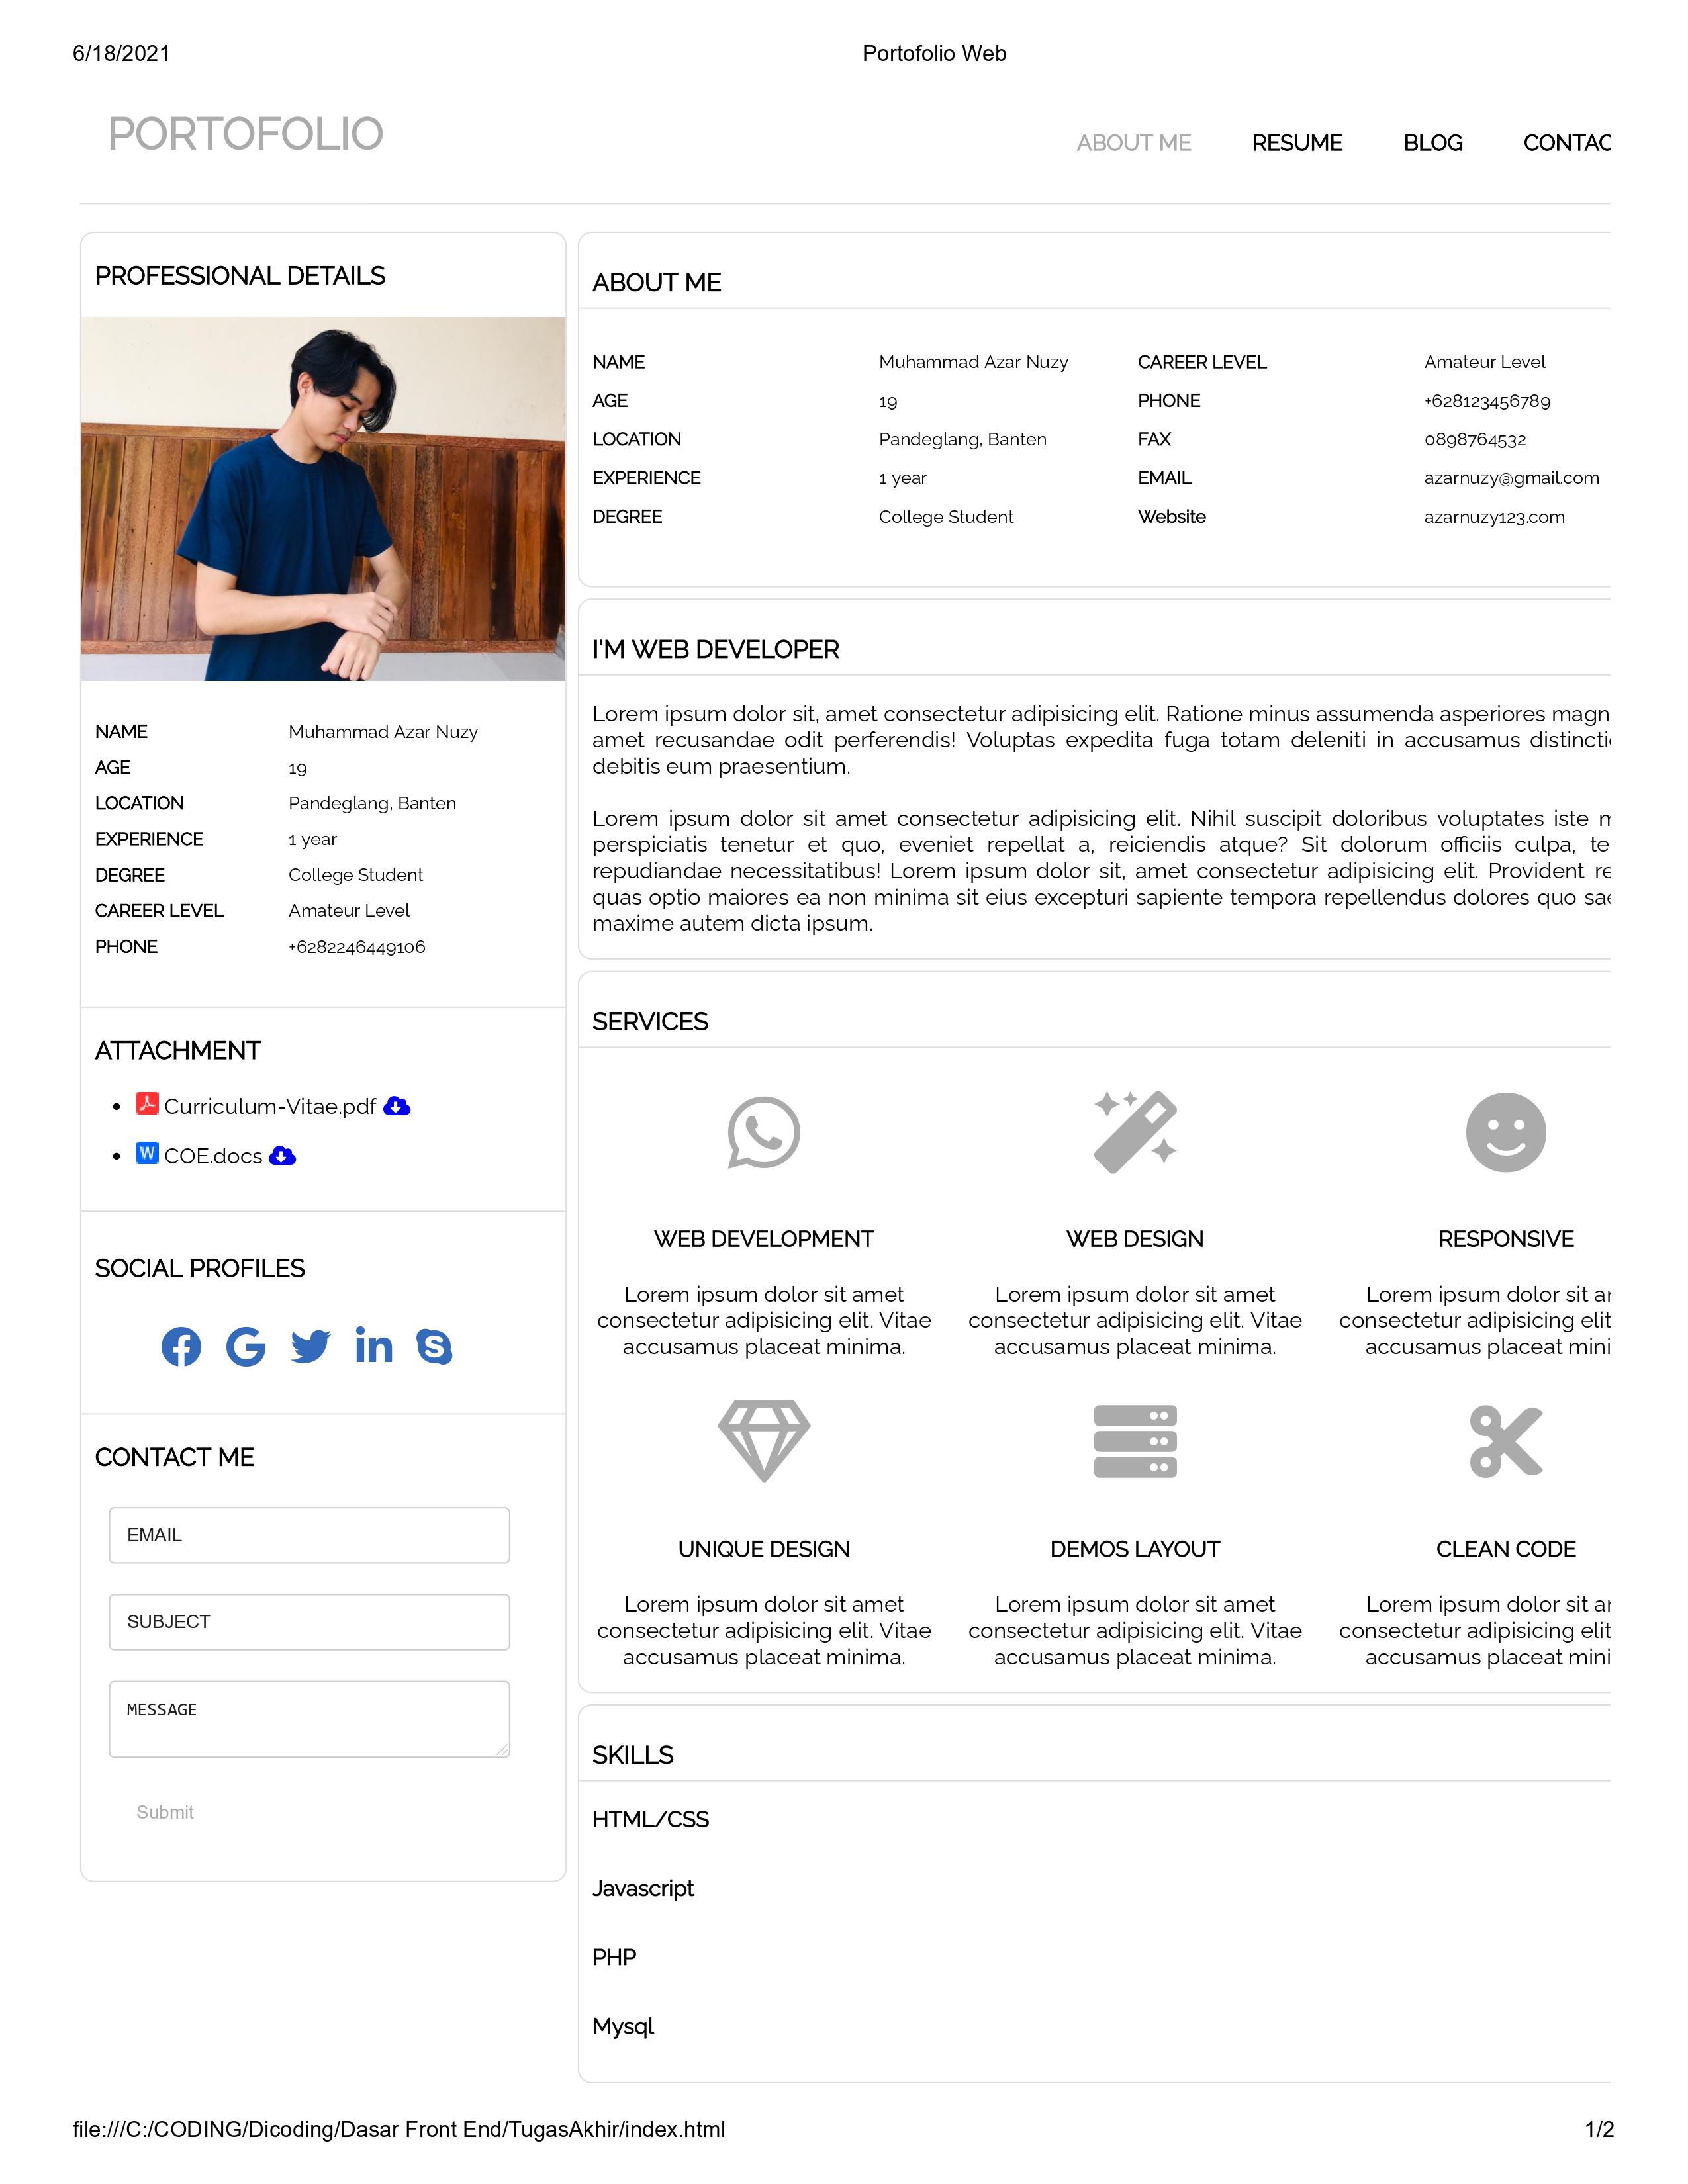 6/18/2021 Portofolio Web
PORTOFOLIO
ABOUT ME RESUME BLOG CONTAC
PROFESSIONAL DETAILS
NAME Muhammad Azar Nuzy
AGE 19
LOCATION Pandeglang, Banten
EXPERIENCE 1 year
DEGREE College Student
CAREER LEVEL Amateur Level
PHONE +6282246449106
ATTACHMENT
Curriculum-Vitae.pdf
W COE.docs
SOCIAL PROFILES
CONTACT ME
EMAIL
SUBJECT
MESSAGE
Submit
ABOUT ME
NAME Muhammad Azar Nuzy CAREER LEVEL Amateur Level
AGE 19 PHONE +628123456789
LOCATION Pandeglang, Banten FAX 0898764532
EXPERIENCE 1 year EMAIL azarnuzy@gmail.com
DEGREE College Student Website azarnuzy123.com
I'M WEB DEVELOPER
Lorem ipsum dolor sit, amet consectetur adipisicing elit. Ratione minus assumenda asperiores magn
amet recusandae odit perferendis! Voluptas expedita fuga totam deleniti in accusamus distincti
debitis eum praesentium.
Lorem ipsum dolor sit amet consectetur adipisicing elit. Nihil suscipit doloribus voluptates iste m
perspiciatis tenetur et quo, eveniet repellat a, reiciendis atque? Sit dolorum officiis culpa, te
repudiandae necessitatibus! Lorem ipsum dolor sit, amet consectetur adipisicing elit. Provident re
quas optio maiores ea non minima sit eius excepturi sapiente tempora repellendus dolores quo sae
maxime autem dicta ipsum.
SERVICES
WEB DEVELOPMENT
Lorem ipsum dolor sit amet
consectetur adipisicing elit. Vitae
accusamus placeat minima.
WEB DESIGN
Lorem ipsum dolor sit amet
consectetur adipisicing elit. Vitae
accusamus placeat minima.
RESPONSIVE
Lorem ipsum dolor sit a
consectetur adipisicing elit
accusamus placeat mini
UNIQUE DESIGN
Lorem ipsum dolor sit amet
consectetur adipisicing elit. Vitae
accusamus placeat minima.
DEMOS LAYOUT
Lorem ipsum dolor sit amet
consectetur adipisicing elit. Vitae
accusamus placeat minima.
CLEAN CODE
Lorem ipsum dolor sit a
consectetur adipisicing elit
accusamus placeat mini
SKILLS
HTML/CSS
Javascript
PHP
Mysql
file:///C:/CODING/Dicoding/Dasar Front End/TugasAkhir/index.html 1/2